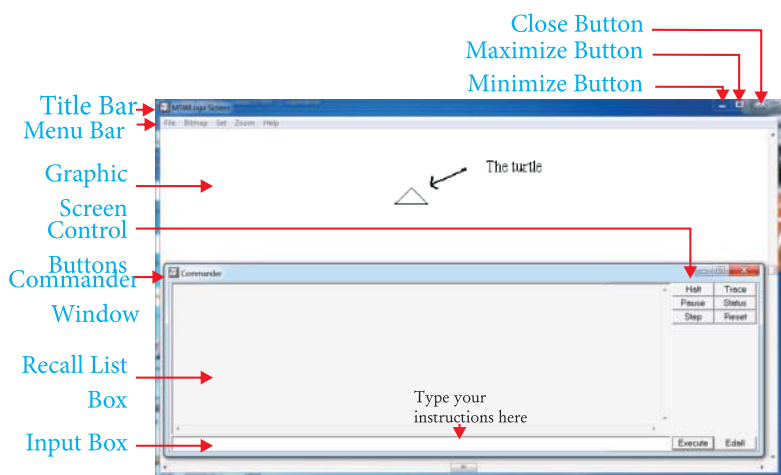 Close Button
Maximize Button
Minimize Button
Title Bar
MSWLogo Screen
Menu Bar
File Bitmap Set Zoom Help
Graphic
Screen
The turtle
Control
Buttons
Commander
Window
Commander
Halt Trace
Pause Status
Step Reset
Recall List
Box
Type your
instructions here
Input Box
Execute Edall